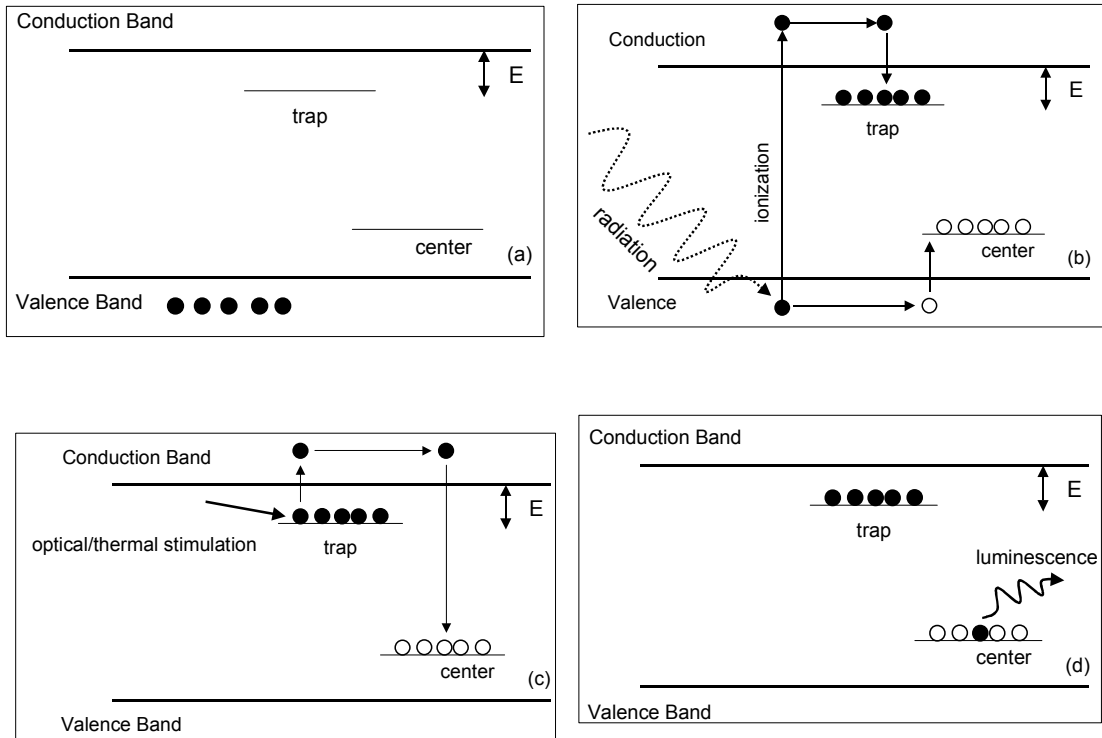 Conduction Band
E
trap
center
(a)
Valence Band
Conduction
E
trap
ionization
radiation
center
(b)
Valence
Conduction Band
E
optical/thermal stimulation
trap
center
(c)
Valence Band
Conduction Band
E
trap
luminescence
center
(d)
Valence Band